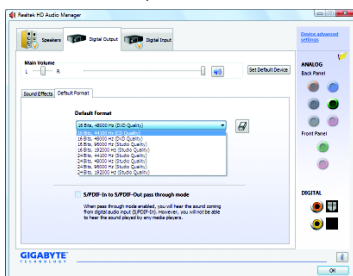 Realtek HD Audio Manager
Speakers
Digital Output
Digital Input
Device advanced settings
Main Volume
L
R
Set Default Device
ANALOG
Back Panel
Sound Effects
Default Format
Default Format
16 Bits, 48000 Hz (DVD Quality)
16 Bits, 44100 Hz (CD Quality)
16 Bits, 48000 Hz (DVD Quality)
16 Bits, 96000 Hz (Studio Quality)
16 Bits, 192000 Hz (Studio Quality)
24 Bits, 44100 Hz (Studio Quality)
24 Bits, 48000 Hz (Studio Quality)
24 Bits, 96000 Hz (Studio Quality)
24 Bits, 192000 Hz (Studio Quality)
Front Panel
S/PDIF-In to S/PDIF-Out pass through mode
When pass through mode enabled, you will hear the sound coming
from digital audio input (S/PDIF-In). However, you will not be able
to hear the sound played by any media players.
DIGITAL
GIGABYTE
TECHNOLOGY
i
OK